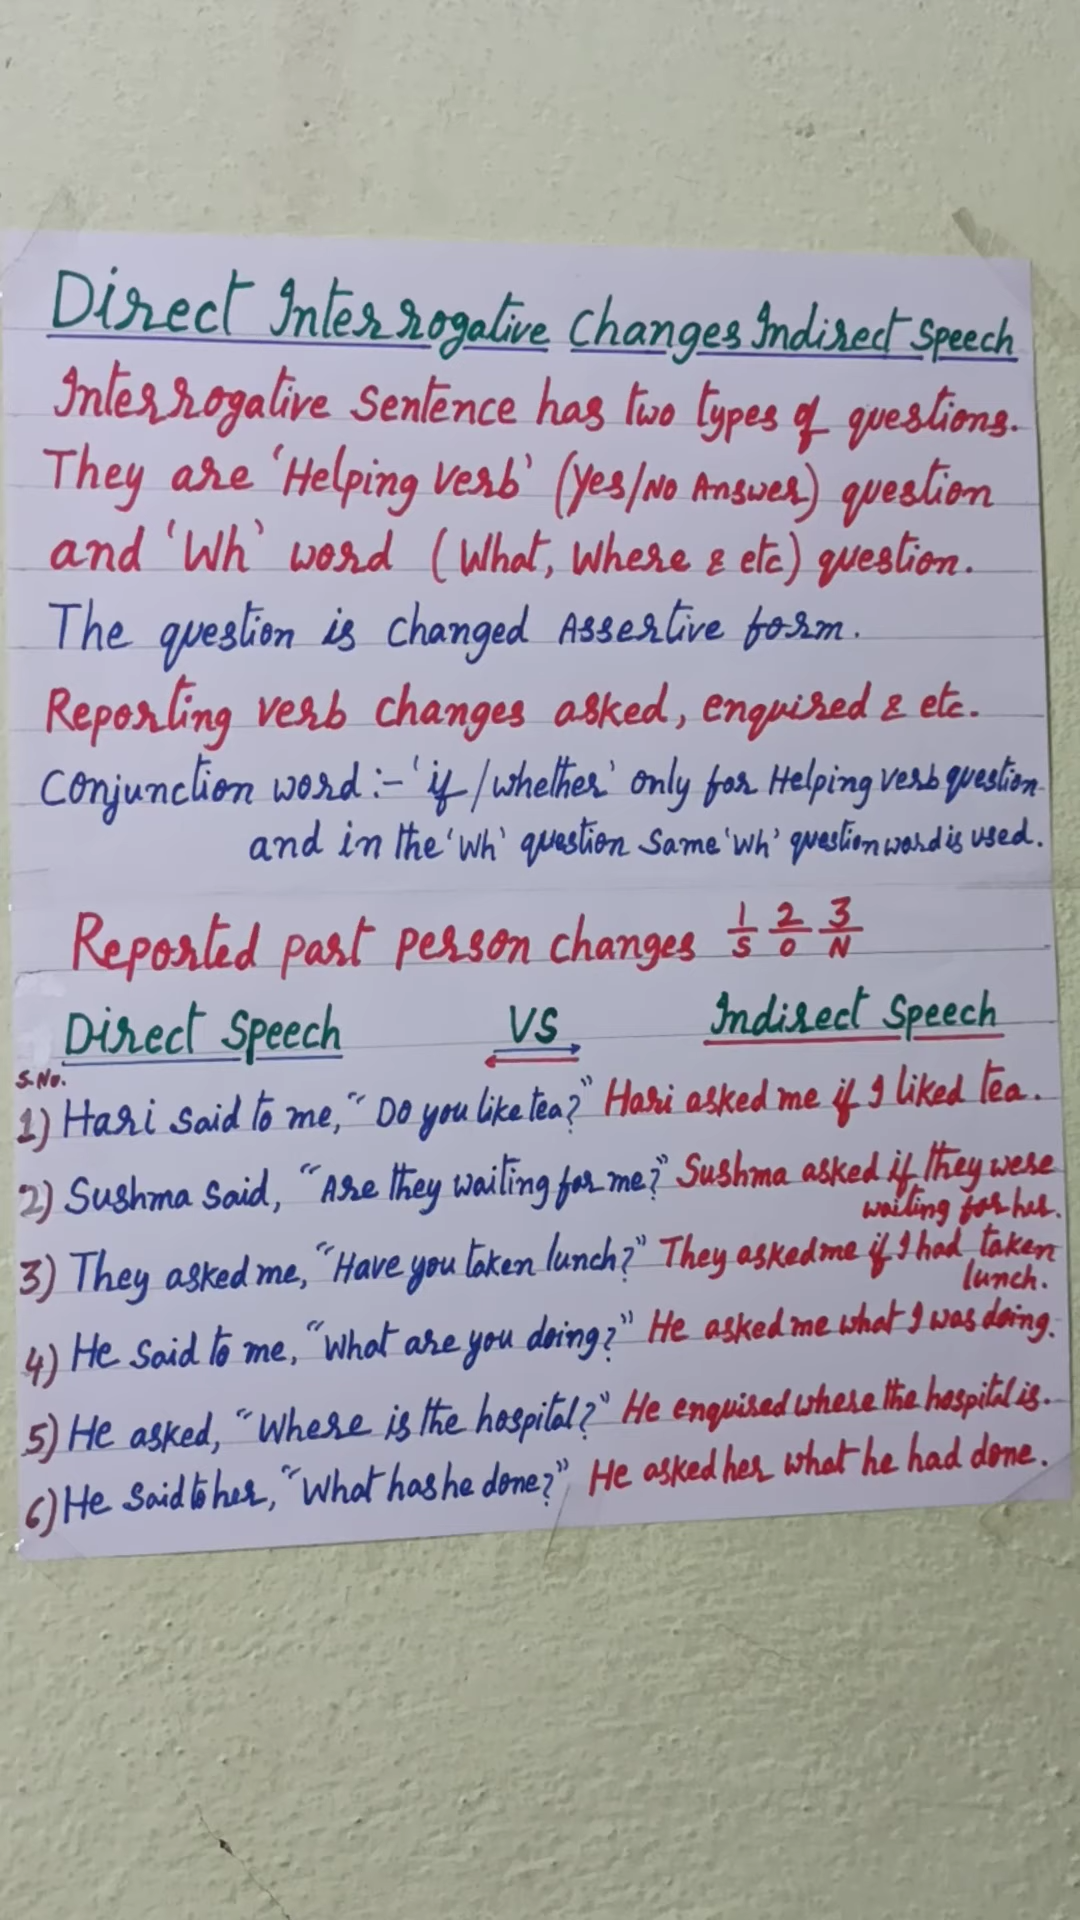 Direct Interrogative Changes Indirect Speech
Interrogative Sentence has two types of questions.
They are 'Helping Verb' (Yes/No Answer) question
and 'Wh' word (What, Where & etc) question.
The question is changed Assertive form.
Reporting verb changes asked, enquired & etc.
Conjunction word :- 'if/whether' only for Helping verb question
and in the 'Wh' question Same 'Wh' question word is used.
Reported part person changes 1/S 2/O 3/N
Direct Speech VS Indirect Speech
S.No.
1) Hari Said to me, "Do you like tea?" Hari asked me if I liked tea.
2) Sushma Said, "Are they waiting for me?" Sushma asked if they were
waiting for her.
3) They asked me, "Have you taken lunch?" They asked me if I had taken
lunch.
4) He Said to me, "What are you doing?" He asked me what I was doing.
5) He asked, "Where is the hospital?" He enquired where the hospital is.
6) He Said to her, "What has he done?" He asked her what he had done.